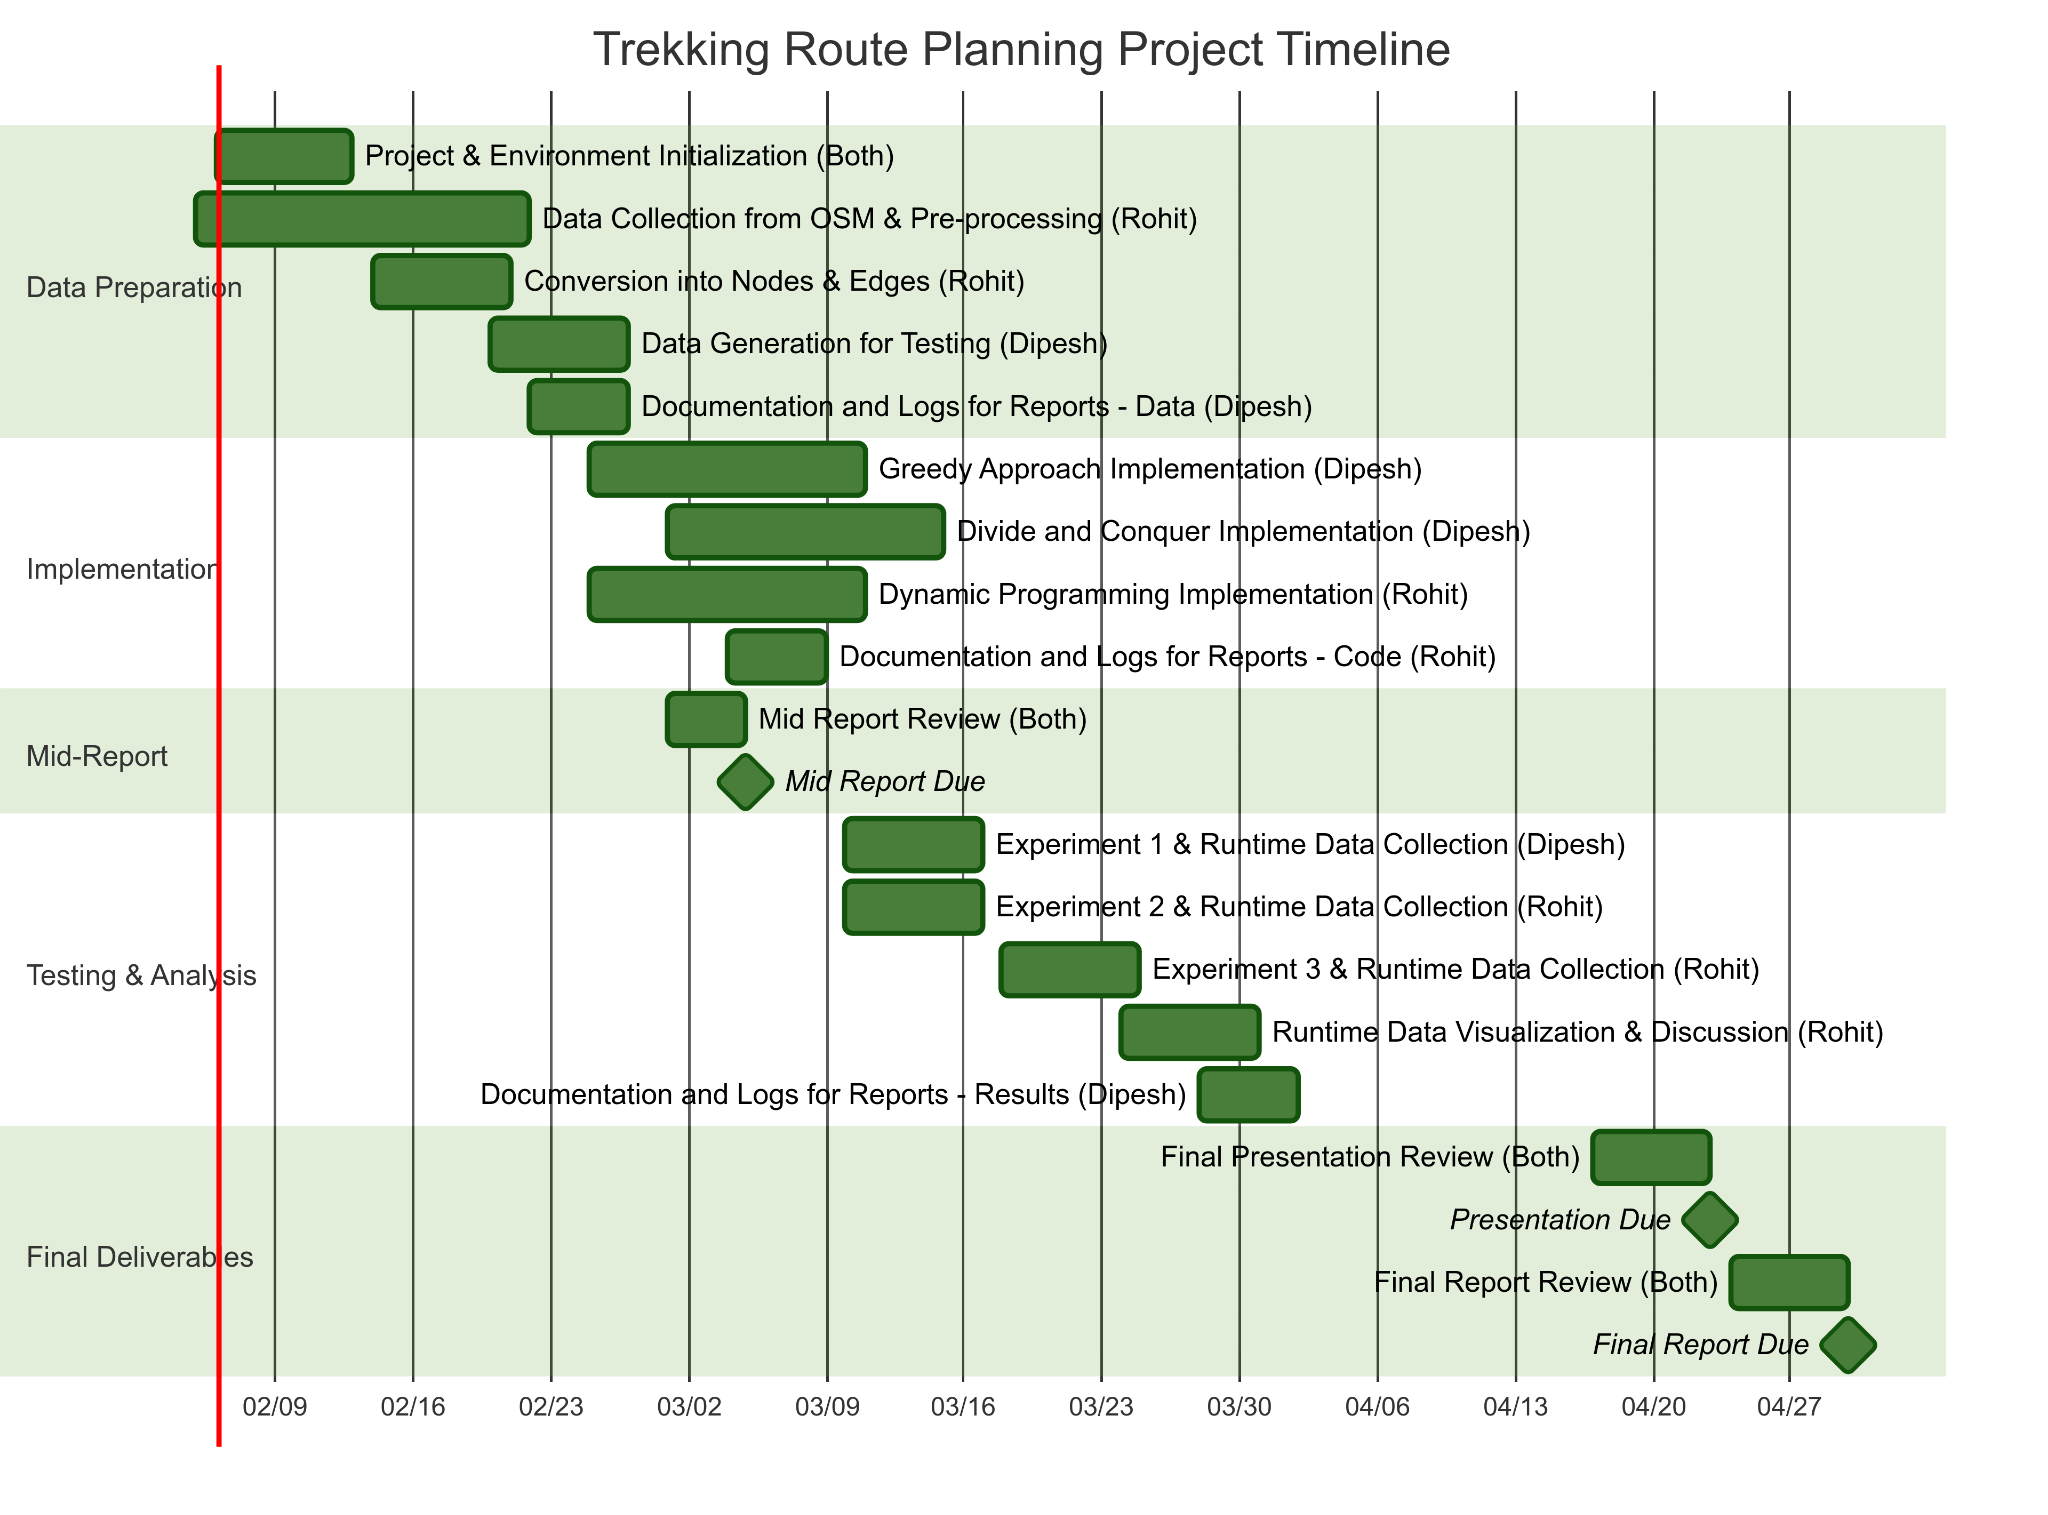 Trekking Route Planning Project Timeline
Project & Environment Initialization (Both)
Data Collection from OSM & Pre-processing (Rohit)
Data Preparation
Conversion into Nodes & Edges (Rohit)
Data Generation for Testing (Dipesh)
Documentation and Logs for Reports - Data (Dipesh)
Greedy Approach Implementation (Dipesh)
Divide and Conquer Implementation (Dipesh)
Implementation
Dynamic Programming Implementation (Rohit)
Documentation and Logs for Reports - Code (Rohit)
Mid Report Review (Both)
Mid-Report
Mid Report Due
Experiment 1 & Runtime Data Collection (Dipesh)
Experiment 2 & Runtime Data Collection (Rohit)
Testing & Analysis
Experiment 3 & Runtime Data Collection (Rohit)
Runtime Data Visualization & Discussion (Rohit)
Documentation and Logs for Reports - Results (Dipesh)
Final Presentation Review (Both)
Presentation Due
Final Deliverables
Final Report Review (Both)
Final Report Due
02/09 02/16 02/23 03/02 03/09 03/16 03/23 03/30 04/06 04/13 04/20 04/27